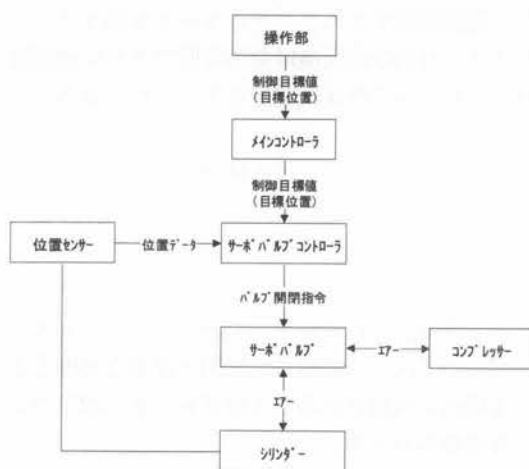 操作部
制御目標値
(目標位置)
ﾒｲﾝｺﾝﾄﾛｰﾗ
制御目標値
(目標位置)
位置ｾﾝｻｰ
位置ﾃﾞｰﾀ
ｻｰﾎﾞﾊﾞﾙﾌﾞｺﾝﾄﾛｰﾗ
ﾊﾞﾙﾌﾞ開閉指令
ｻｰﾎﾞﾊﾞﾙﾌﾞ
ｴｱｰ
ｺﾝﾌﾟﾚｯｻｰ
ｴｱｰ
ｼﾘﾝﾀﾞｰ